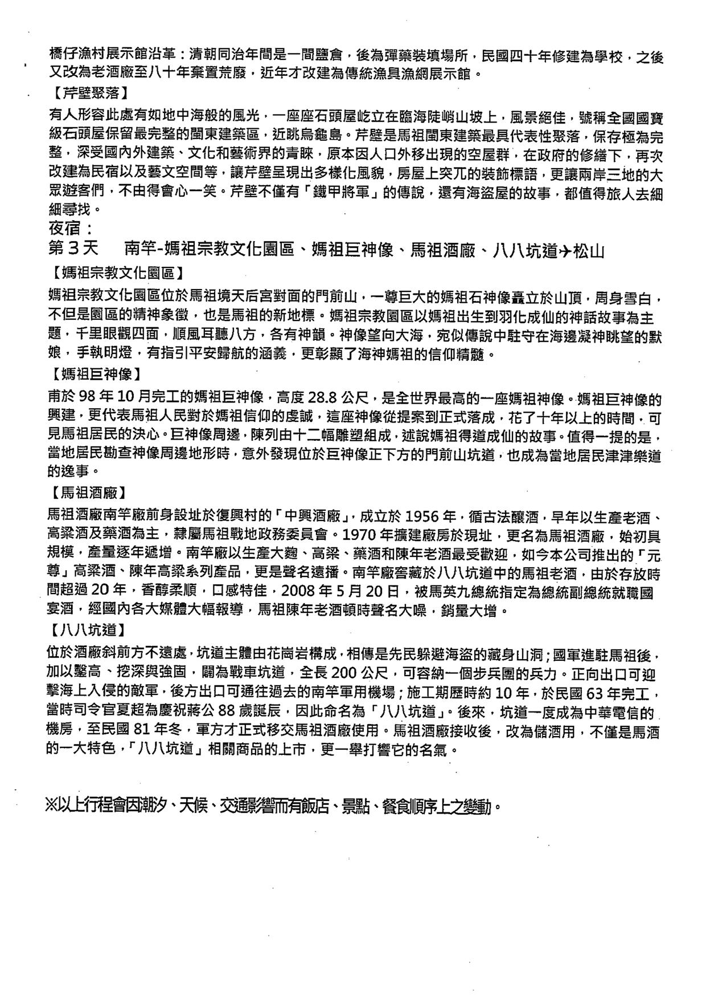 橋仔漁村展示館沿革：清朝同治年間是一間鹽倉，後為彈藥裝填場所，民國四十年修建為學校，之後
又改為老酒廠至八十年棄置荒廢，近年才改建為傳統漁具漁網展示館。
【芹壁聚落】
有人形容此處有如地中海般的風光，一座座石頭屋屹立在臨海陡峭山坡上，風景絕佳，號稱全國國寶
級石頭屋保留最完整的閩東建築區，近眺烏龜島。芹壁是馬祖閩東建築最具代表性聚落，保存極為完
整，深受國內外建築、文化和藝術界的青睞，原本因人口外移出現的空屋群，在政府的修繕下，再次
改建為民宿以及藝文空間等，讓芹壁呈現出多樣化風貌，房屋上突兀的裝飾標語，更讓兩岸三地的大
眾遊客們，不由得會心一笑。芹壁不僅有「鐵甲將軍」的傳說，還有海盜屋的故事，都值得旅人去細
細尋找。
夜宿：
第 3 天 南竿-媽祖宗教文化園區、媽祖巨神像、馬祖酒廠、八八坑道✈松山
【媽祖宗教文化園區】
媽祖宗教文化園區位於馬祖境天后宮對面的門前山，一尊巨大的媽祖石神像矗立於山頂，周身雪白，
不但是園區的精神象徵，也是馬祖的新地標。媽祖宗教園區以媽祖出生到羽化成仙的神話故事為主
題，千里眼觀四面，順風耳聽八方，各有神韻。神像望向大海，宛似傳說中駐守在海邊凝神眺望的默
娘，手執明燈，有指引平安歸航的涵義，更彰顯了海神媽祖的信仰精髓。
【媽祖巨神像】
甫於 98 年 10 月完工的媽祖巨神像，高度 28.8 公尺，是全世界最高的一座媽祖神像。媽祖巨神像的
興建，更代表馬祖人民對於媽祖信仰的虔誠，這座神像從提案到正式落成，花了十年以上的時間，可
見馬祖居民的決心。巨神像周邊，陳列由十二幅雕塑組成，述說媽祖得道成仙的故事。值得一提的是，
當地居民勘查神像周邊地形時，意外發現位於巨神像正下方的門前山坑道，也成為當地居民津津樂道
的逸事。
【馬祖酒廠】
馬祖酒廠南竿廠前身設址於復興村的「中興酒廠」，成立於 1956 年，循古法釀酒，早年以生產老酒、
高粱酒及藥酒為主，隸屬馬祖戰地政務委員會。1970 年擴建廠房於現址，更名為馬祖酒廠，始初具
規模，產量逐年遞增。南竿廠以生產大麴、高粱、藥酒和陳年老酒最受歡迎，如今本公司推出的「元
尊」高粱酒、陳年高粱系列產品，更是聲名遠播。南竿廠窖藏於八八坑道中的馬祖老酒，由於存放時
間超過 20 年，香醇柔順，口感特佳，2008 年 5 月 20 日，被馬英九總統指定為總統副總統就職國
宴酒，經國內各大媒體大幅報導，馬祖陳年老酒頓時聲名大噪，銷量大增。
【八八坑道】
位於酒廠斜前方不遠處，坑道主體由花崗岩構成，相傳是先民躲避海盜的藏身山洞；國軍進駐馬祖後，
加以鑿高、挖深與強固，闢為戰車坑道，全長 200 公尺，可容納一個步兵團的兵力。正向出口可迎
擊海上入侵的敵軍，後方出口可通往過去的南竿軍用機場；施工期歷時約 10 年，於民國 63 年完工，
當時司令官夏超為慶祝蔣公 88 歲誕辰，因此命名為「八八坑道」。後來，坑道一度成為中華電信的
機房，至民國 81 年冬，軍方才正式移交馬祖酒廠使用。馬祖酒廠接收後，改為儲酒用，不僅是馬酒
的一大特色，「八八坑道」相關商品的上市，更一舉打響它的名氣。
※以上行程會因潮汐、天候、交通影響而有飯店、景點、餐食順序上之變動。